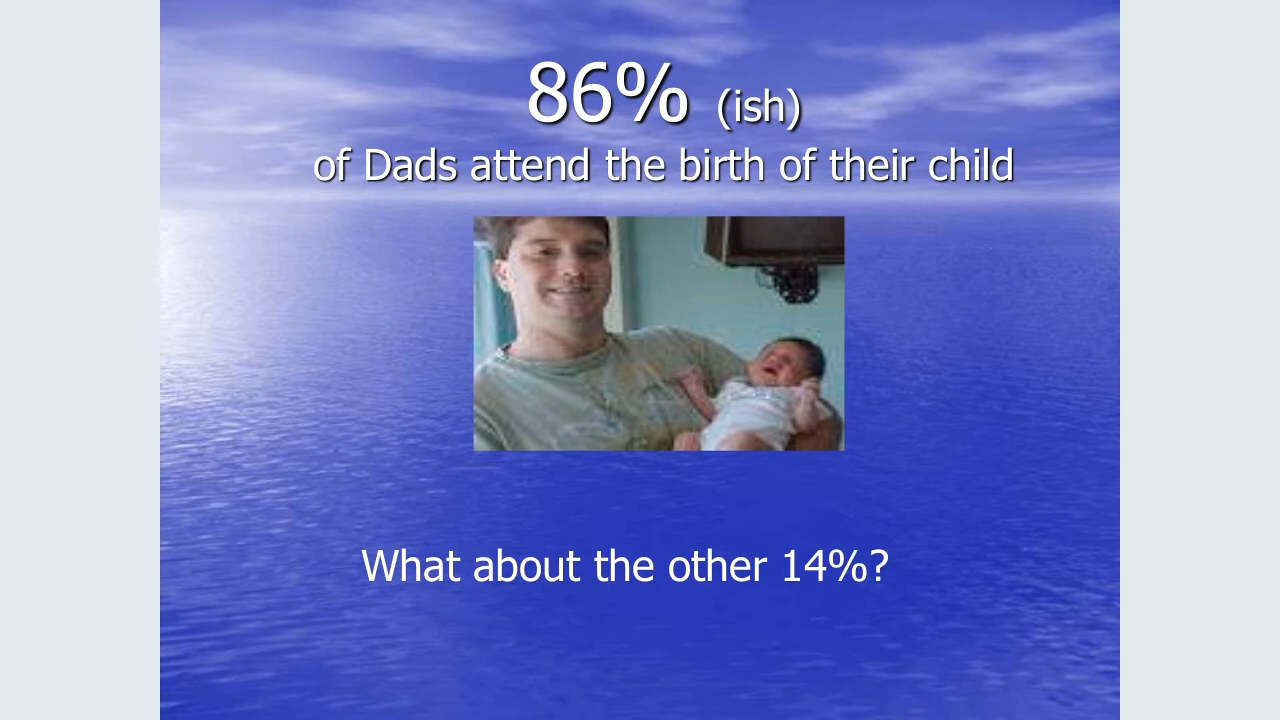 86% (ish)
of Dads attend the birth of their child
What about the other 14%?